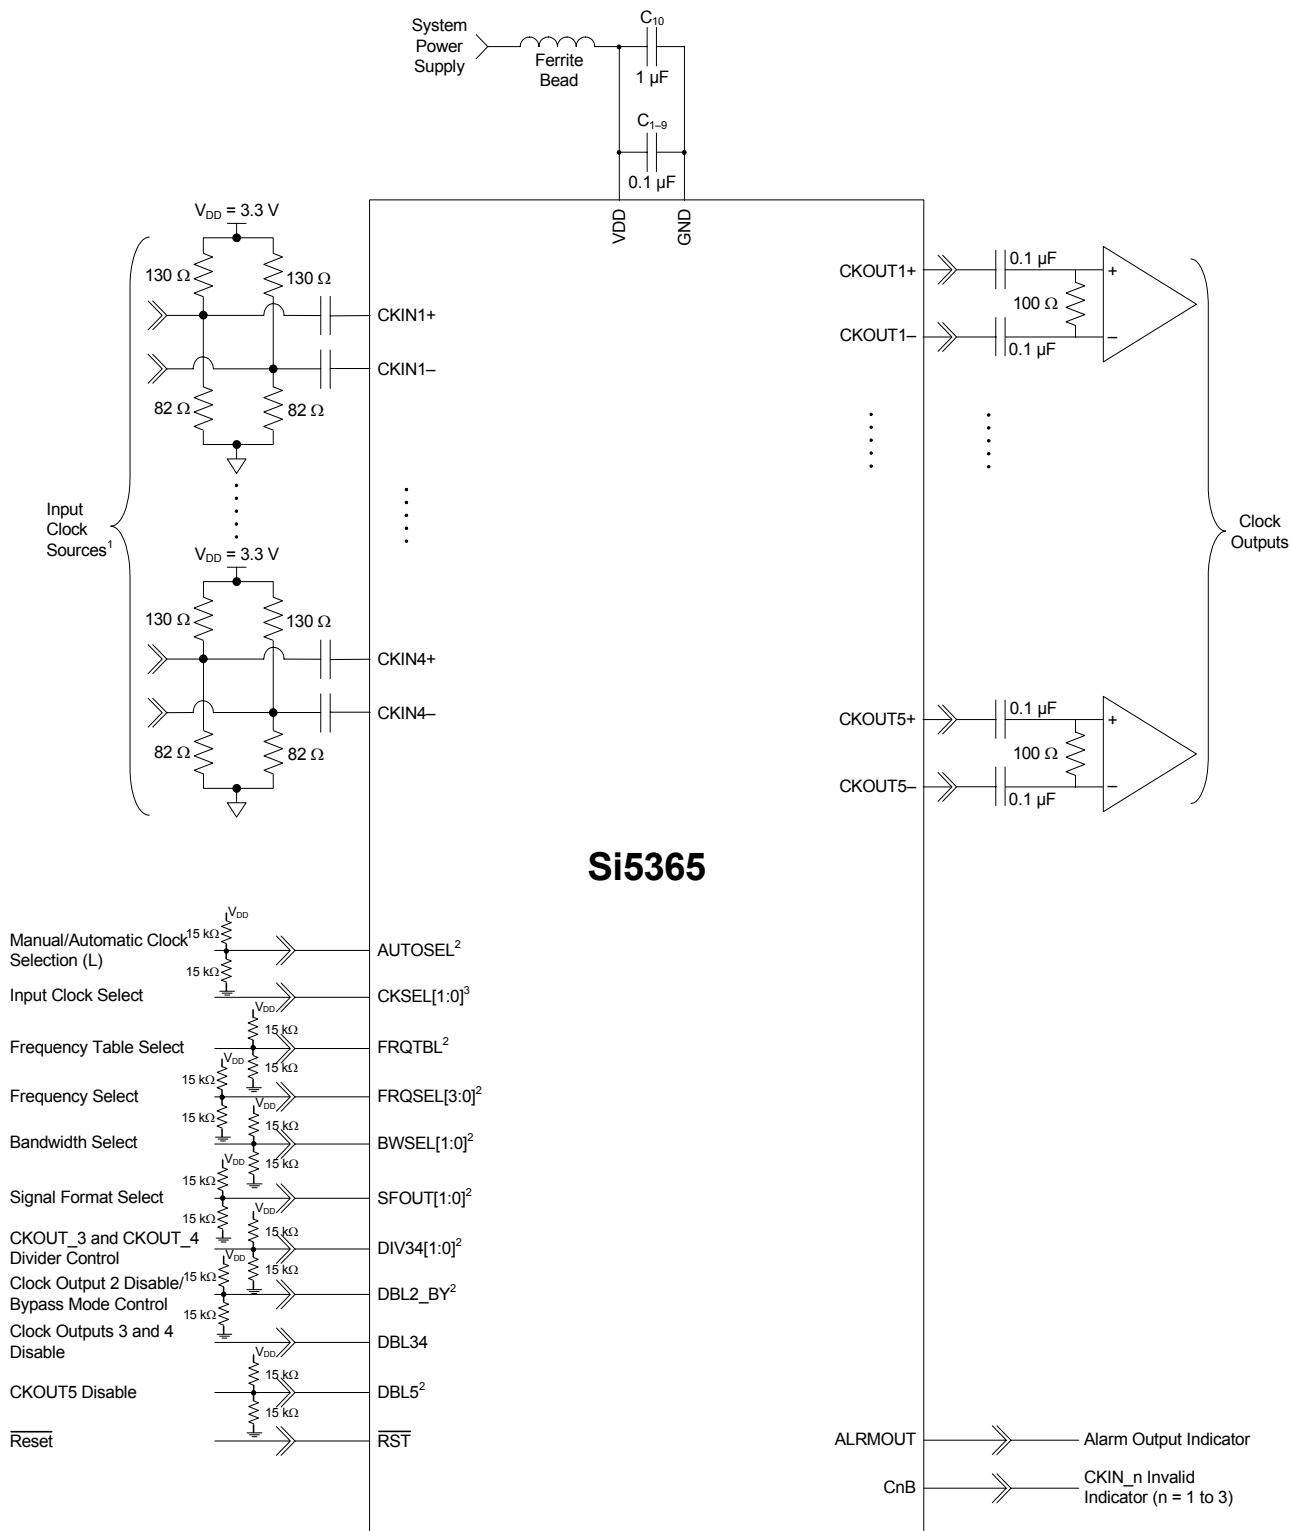 System
Power
Supply
Ferrite
Bead
C10
1 µF
C1–9
0.1 µF
VDD
GND
VDD = 3.3 V
130 Ω
130 Ω
CKIN1+
CKIN1–
82 Ω
82 Ω
Input
Clock
Sources¹
VDD = 3.3 V
130 Ω
130 Ω
CKIN4+
CKIN4–
82 Ω
82 Ω
CKOUT1+
0.1 µF
+
100 Ω
CKOUT1–
0.1 µF
–
Clock
Outputs
CKOUT5+
0.1 µF
+
100 Ω
CKOUT5–
0.1 µF
–
Si5365
Manual/Automatic Clock
Selection (L)
VDD
15 kΩ
15 kΩ
AUTOSEL²
Input Clock Select
CKSEL[1:0]³
Frequency Table Select
VDD
15 kΩ
15 kΩ
FRQTBL²
Frequency Select
VDD
15 kΩ
15 kΩ
FRQSEL[3:0]²
Bandwidth Select
VDD
15 kΩ
15 kΩ
BWSEL[1:0]²
Signal Format Select
VDD
15 kΩ
15 kΩ
SFOUT[1:0]²
CKOUT_3 and CKOUT_4
Divider Control
VDD
15 kΩ
15 kΩ
DIV34[1:0]²
Clock Output 2 Disable/
Bypass Mode Control
VDD
15 kΩ
15 kΩ
DBL2_BY²
Clock Outputs 3 and 4
Disable
DBL34
CKOUT5 Disable
VDD
15 kΩ
15 kΩ
DBL5²
Reset
RST
ALRMOUT
Alarm Output Indicator
CnB
CKIN_n Invalid
Indicator (n = 1 to 3)